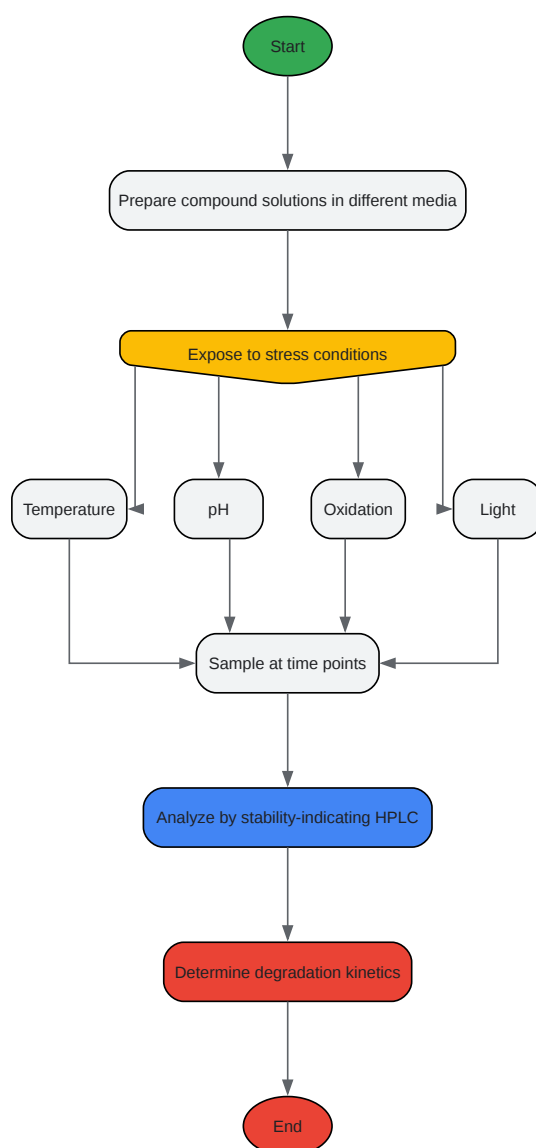 Start
Prepare compound solutions in different media
Expose to stress conditions
Temperature
pH
Oxidation
Light
Sample at time points
Analyze by stability-indicating HPLC
Determine degradation kinetics
End